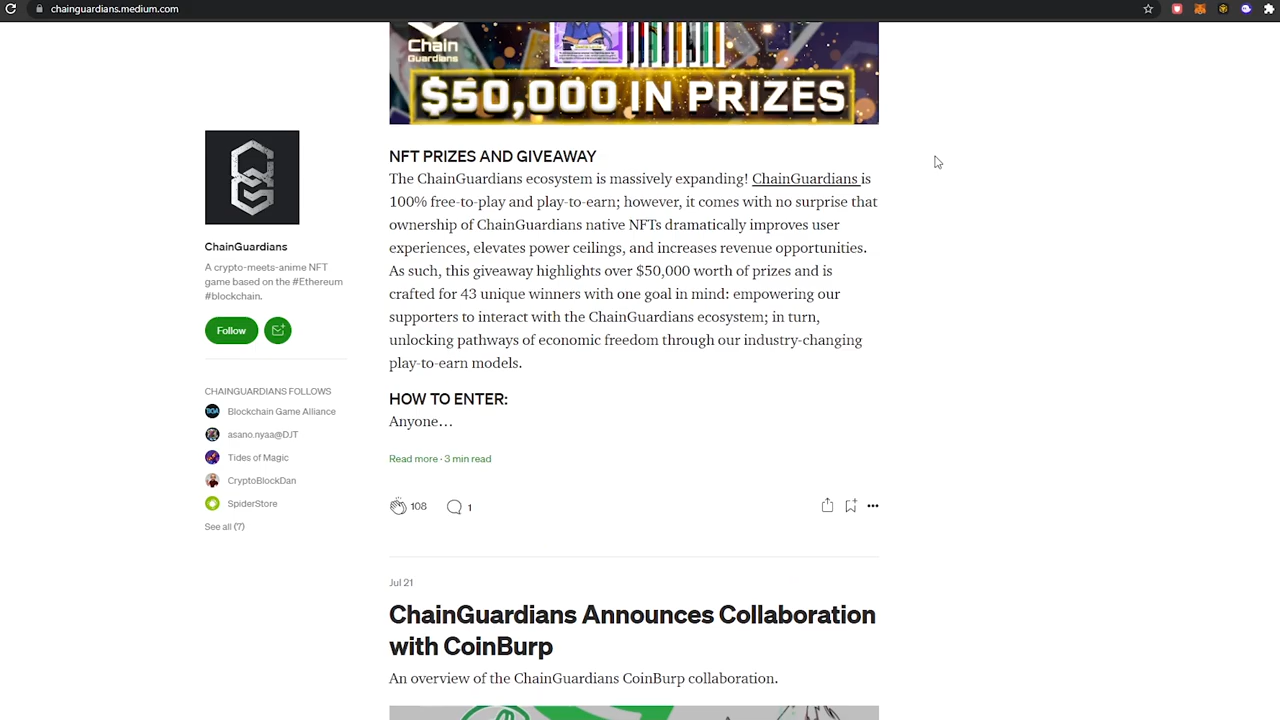 chainguardians.medium.com
Chain
Guardians
$50,000 IN PRIZES
NFT PRIZES AND GIVEAWAY
The ChainGuardians ecosystem is massively expanding! ChainGuardians is
100% free-to-play and play-to-earn; however, it comes with no surprise that
ownership of ChainGuardians native NFTs dramatically improves user
experiences, elevates power ceilings, and increases revenue opportunities.
As such, this giveaway highlights over $50,000 worth of prizes and is
crafted for 43 unique winners with one goal in mind: empowering our
supporters to interact with the ChainGuardians ecosystem; in turn,
unlocking pathways of economic freedom through our industry-changing
play-to-earn models.
HOW TO ENTER:
Anyone…
Read more · 3 min read
108
1
ChainGuardians
A crypto-meets-anime NFT
game based on the #Ethereum
#blockchain.
Follow
CHAINGUARDIANS FOLLOWS
BGA
Blockchain Game Alliance
asano.nyaa@DJT
Tides of Magic
CryptoBlockDan
SpiderStore
See all (7)
Jul 21
ChainGuardians Announces Collaboration
with CoinBurp
An overview of the ChainGuardians CoinBurp collaboration.